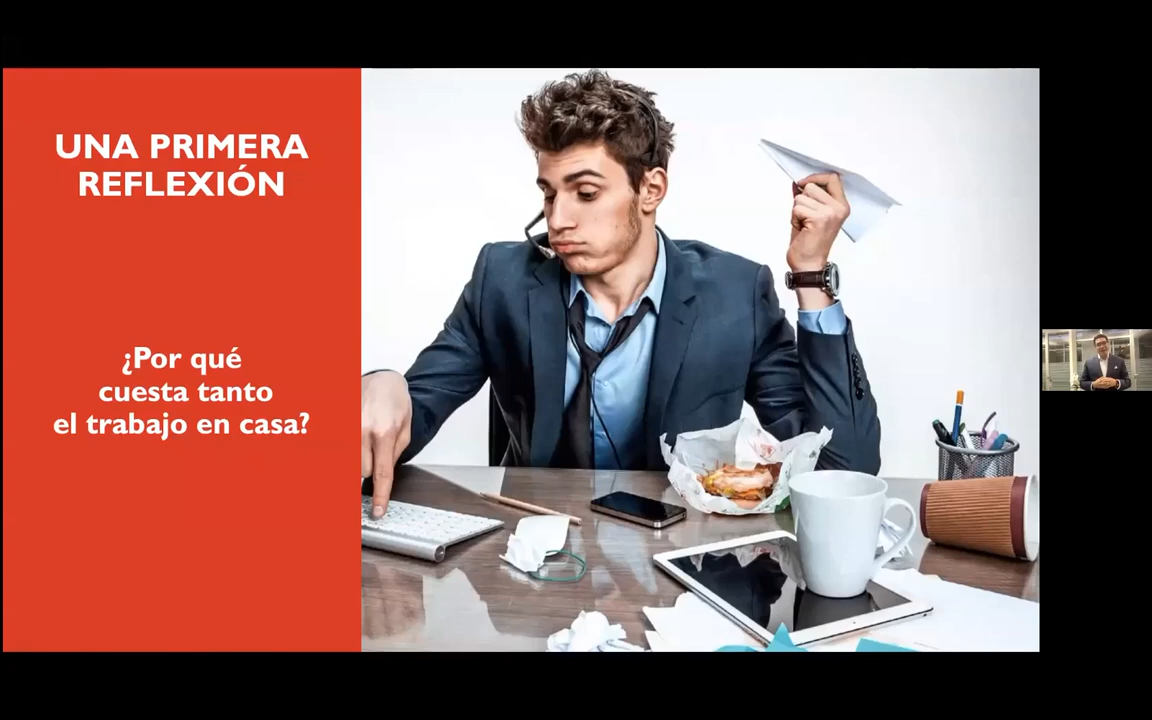 UNA PRIMERA
REFLEXIÓN
¿Por qué
cuesta tanto
el trabajo en casa?